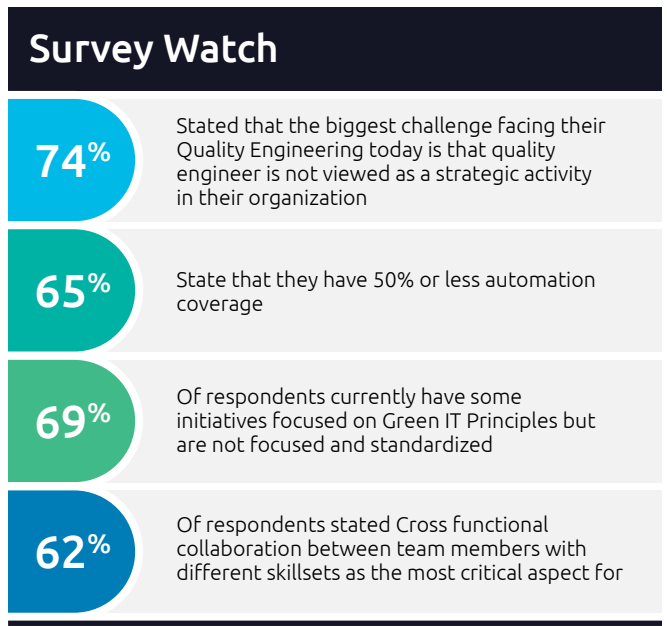 Survey Watch
74%
Stated that the biggest challenge facing their
Quality Engineering today is that quality
engineer is not viewed as a strategic activity
in their organization
65%
State that they have 50% or less automation
coverage
69%
Of respondents currently have some
initiatives focused on Green IT Principles but
are not focused and standardized
62%
Of respondents stated Cross functional
collaboration between team members with
different skillsets as the most critical aspect for